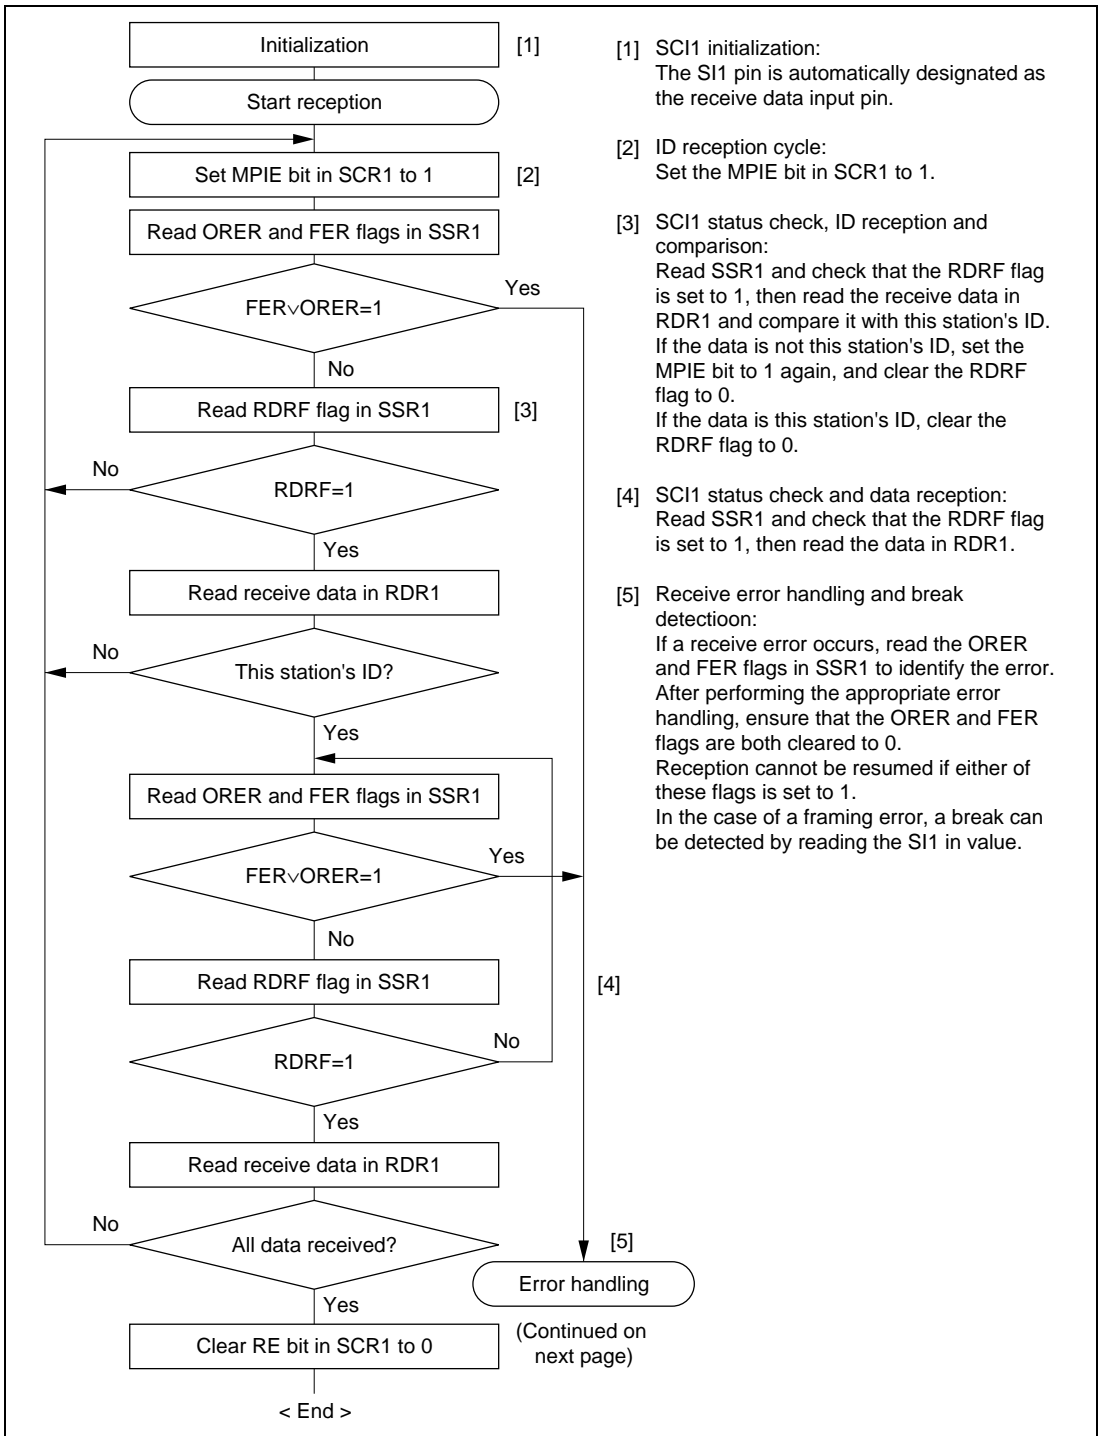 Initialization
[1]
Start reception
Set MPIE bit in SCR1 to 1
[2]
Read ORER and FER flags in SSR1
FER∨ORER=1
Yes
No
Read RDRF flag in SSR1
[3]
RDRF=1
No
Yes
Read receive data in RDR1
This station's ID?
No
Yes
Read ORER and FER flags in SSR1
FER∨ORER=1
Yes
No
Read RDRF flag in SSR1
[4]
RDRF=1
No
Yes
Read receive data in RDR1
All data received?
No
Yes
[5]
Error handling
(Continued on
next page)
Clear RE bit in SCR1 to 0
< End >
[1] SCI1 initialization:
The SI1 pin is automatically designated as
the receive data input pin.
[2] ID reception cycle:
Set the MPIE bit in SCR1 to 1.
[3] SCI1 status check, ID reception and
comparison:
Read SSR1 and check that the RDRF flag
is set to 1, then read the receive data in
RDR1 and compare it with this station's ID.
If the data is not this station's ID, set the
MPIE bit to 1 again, and clear the RDRF
flag to 0.
If the data is this station's ID, clear the
RDRF flag to 0.
[4] SCI1 status check and data reception:
Read SSR1 and check that the RDRF flag
is set to 1, then read the data in RDR1.
[5] Receive error handling and break
detectioon:
If a receive error occurs, read the ORER
and FER flags in SSR1 to identify the error.
After performing the appropriate error
handling, ensure that the ORER and FER
flags are both cleared to 0.
Reception cannot be resumed if either of
these flags is set to 1.
In the case of a framing error, a break can
be detected by reading the SI1 in value.